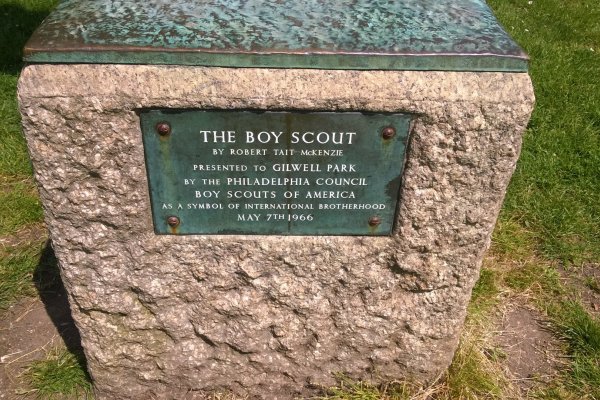 THE BOY SCOUT
BY ROBERT TAIT McKENZIE
PRESENTED TO GILWELL PARK
BY THE PHILADELPHIA COUNCIL
BOY SCOUTS OF AMERICA
AS A SYMBOL OF INTERNATIONAL BROTHERHOOD
MAY 7TH 1966